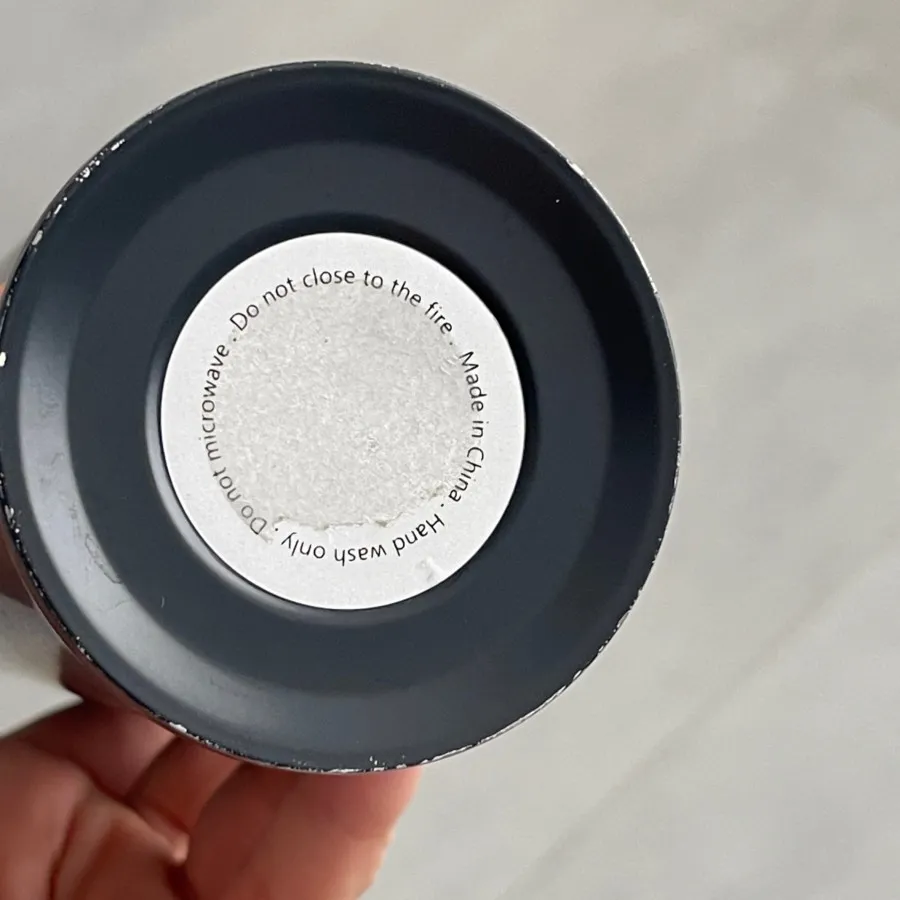 Do not microwave . Do not close to the fire . Made in China . Hand wash only .